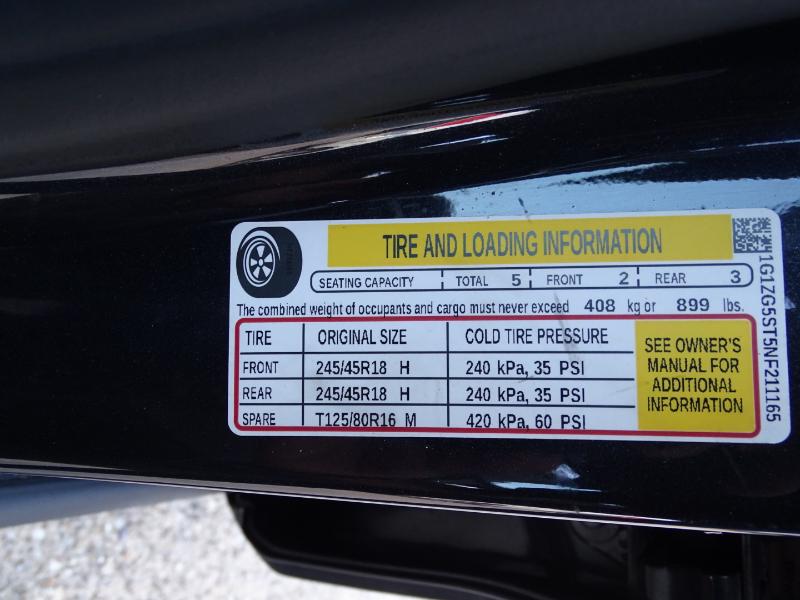 TIRE AND LOADING INFORMATION
SEATING CAPACITY TOTAL 5 FRONT 2 REAR 3
The combined weight of occupants and cargo must never exceed 408 kg or 899 lbs.
TIRE ORIGINAL SIZE COLD TIRE PRESSURE
FRONT 245/45R18 H 240 kPa, 35 PSI
REAR 245/45R18 H 240 kPa, 35 PSI
SPARE T125/80R16 M 420 kPa, 60 PSI
SEE OWNER'S
MANUAL FOR
ADDITIONAL
INFORMATION
1G1ZG5ST5NF211165